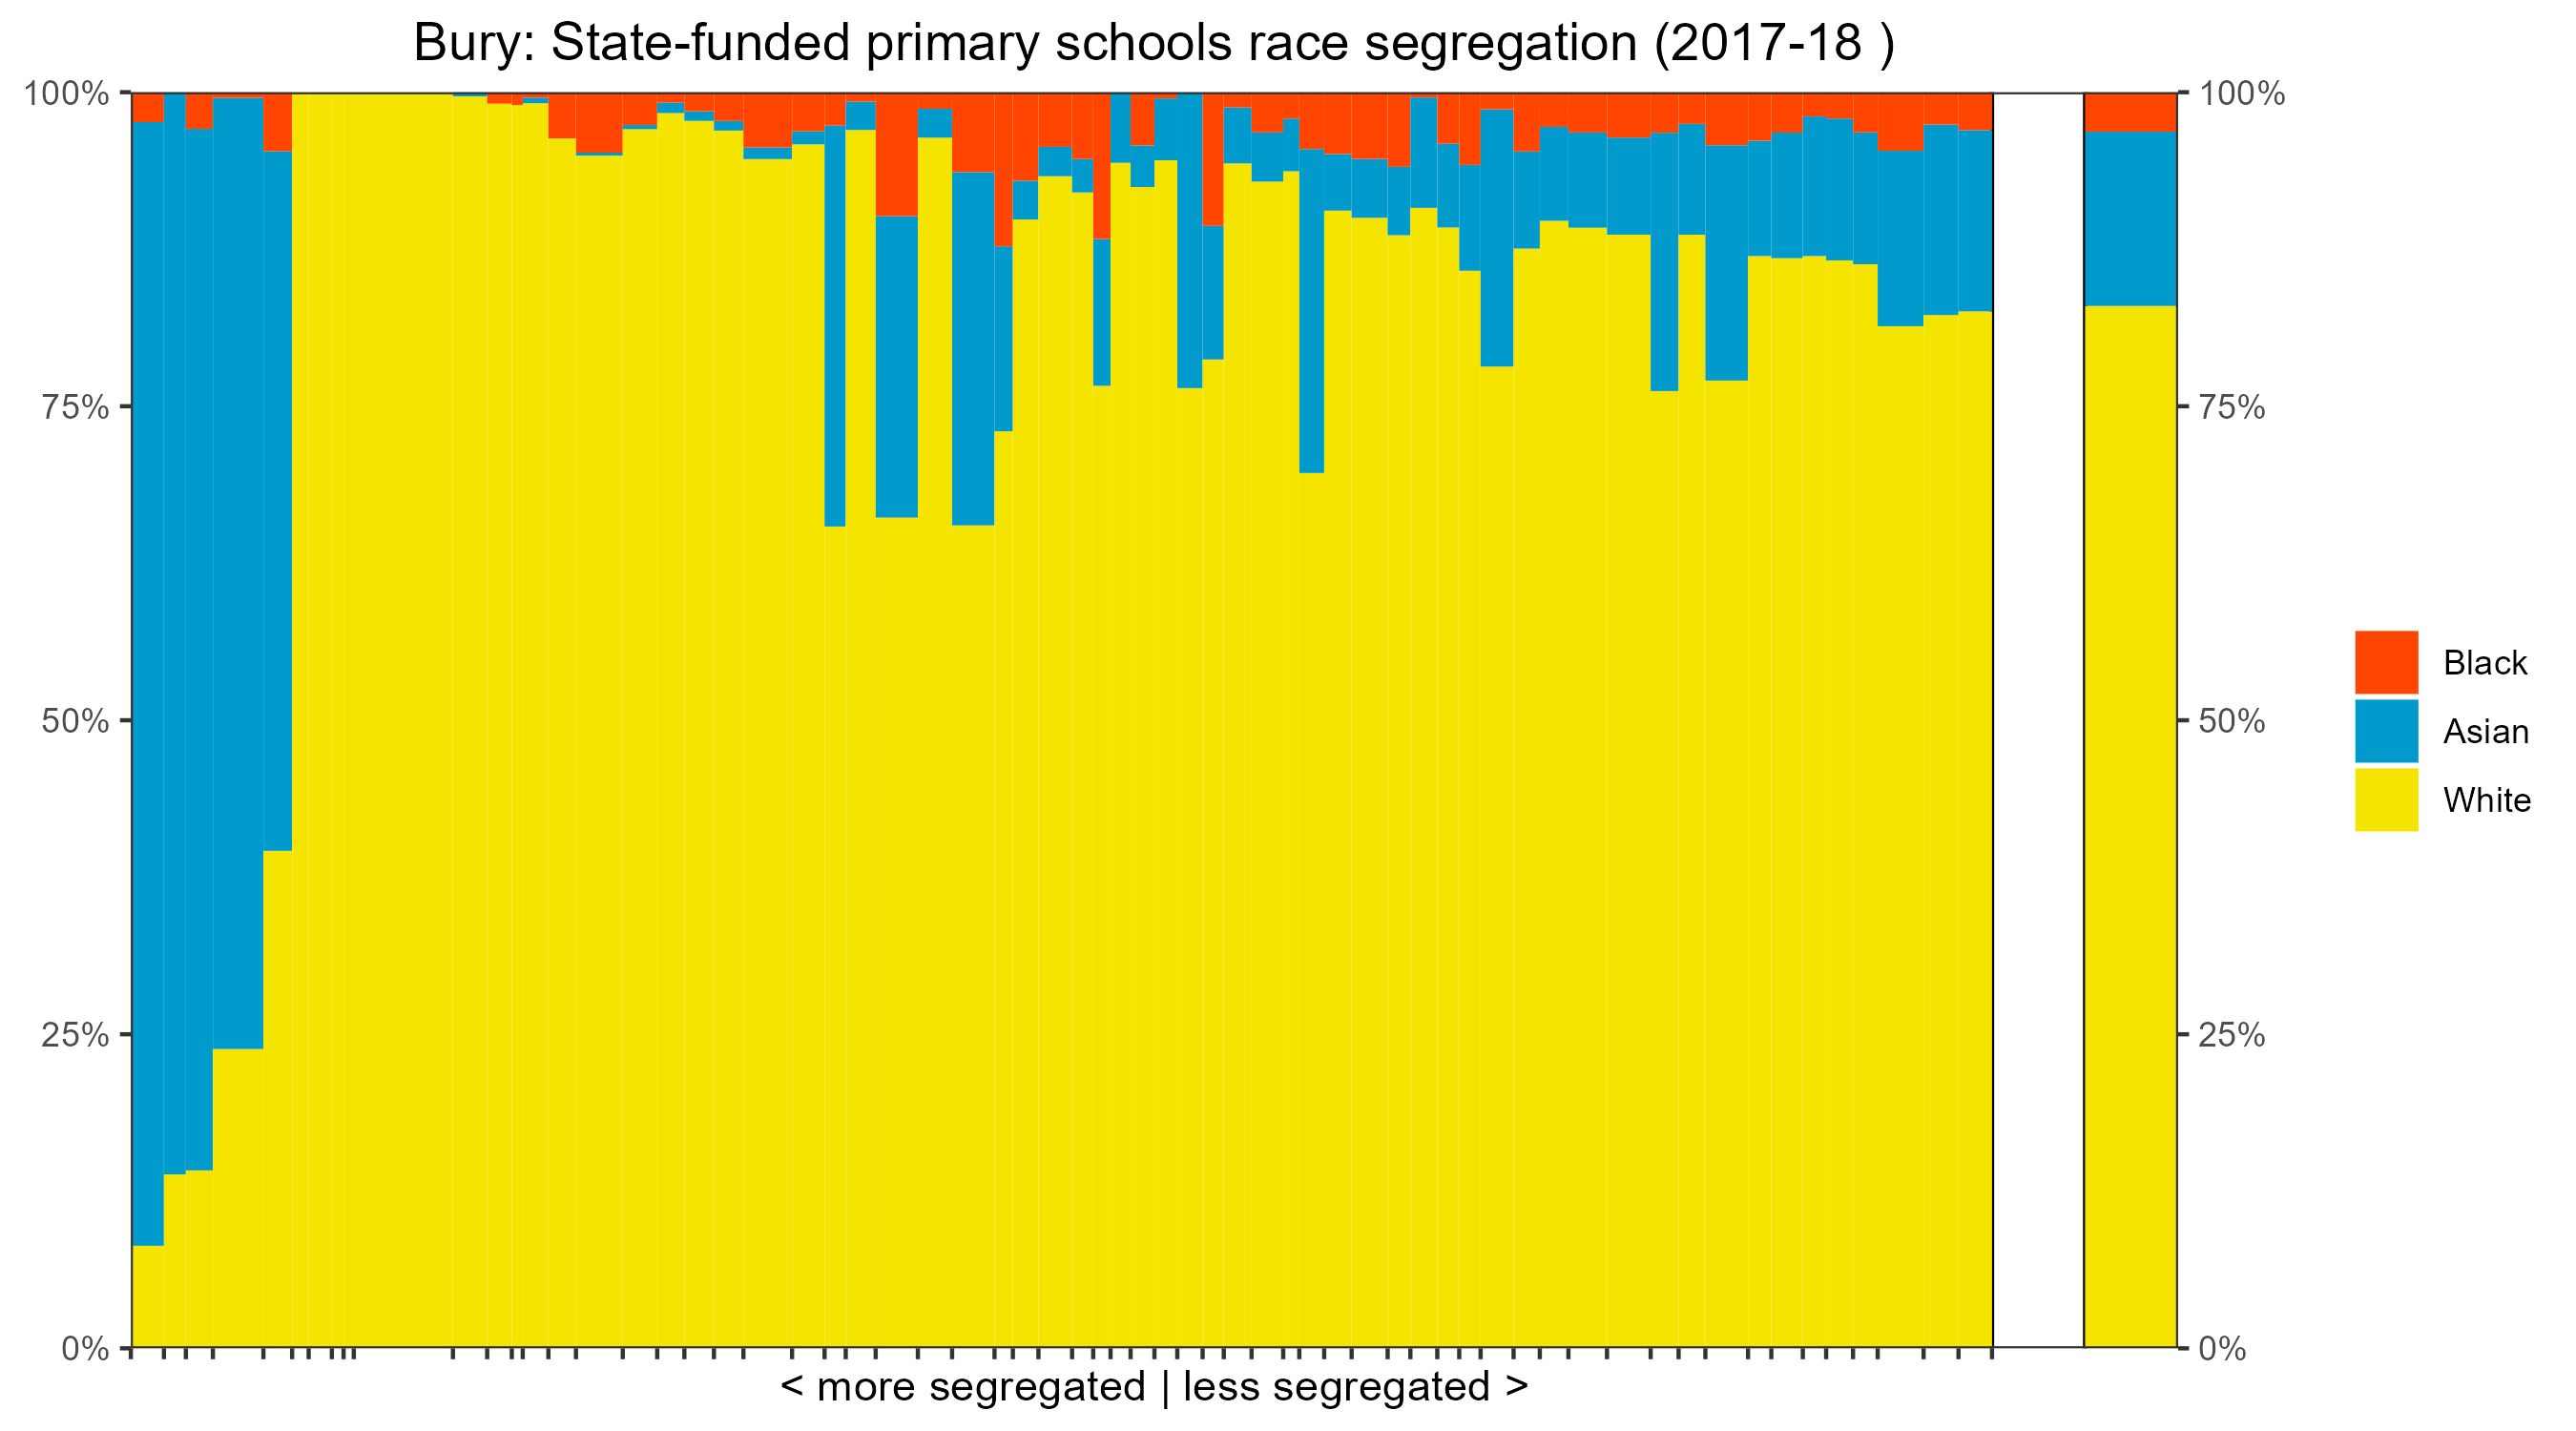 Bury: State-funded primary schools race segregation (2017-18 )
100%
75%
50%
25%
0%
100%
75%
50%
25%
0%
Black
Asian
White
< more segregated | less segregated >